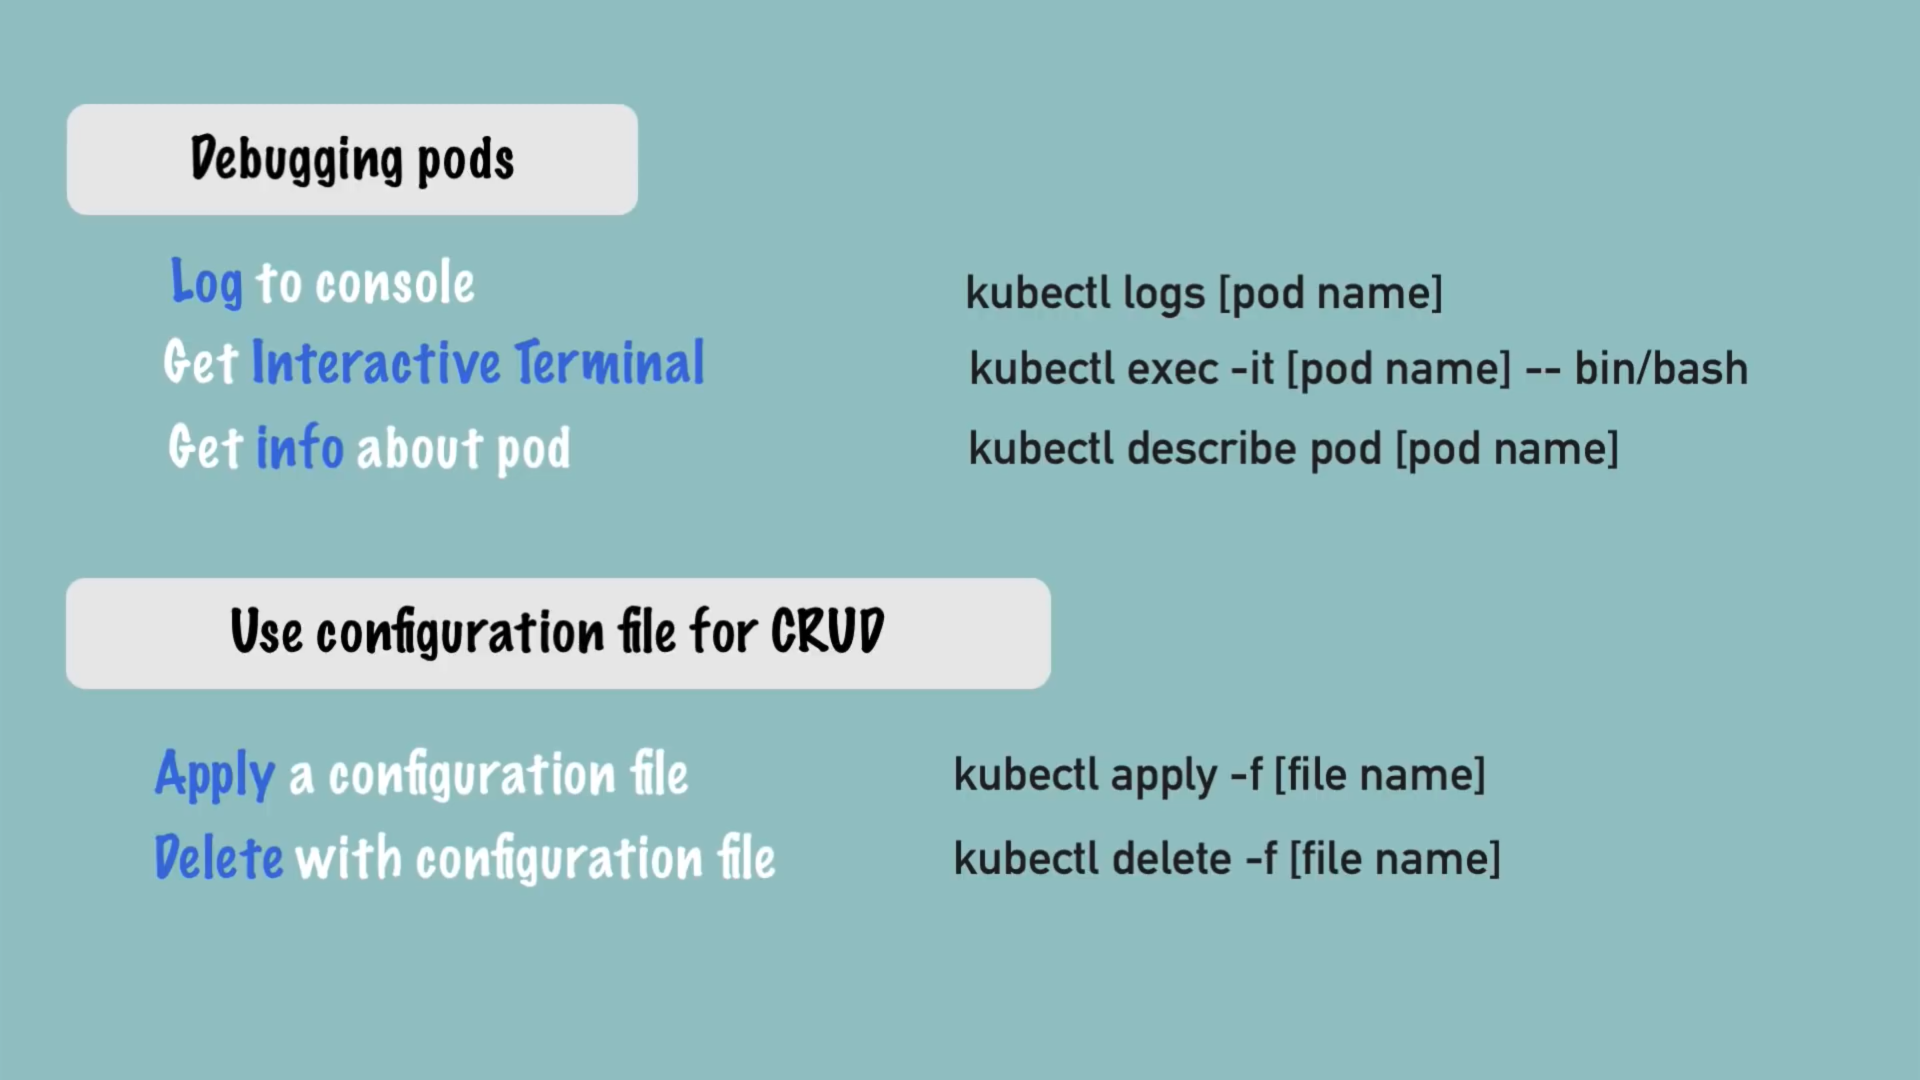 Debugging pods
Log to console
kubectl logs [pod name]
Get Interactive Terminal
kubectl exec -it [pod name] -- bin/bash
Get info about pod
kubectl describe pod [pod name]
Use configuration file for CRUD
Apply a configuration file
kubectl apply -f [file name]
Delete with configuration file
kubectl delete -f [file name]